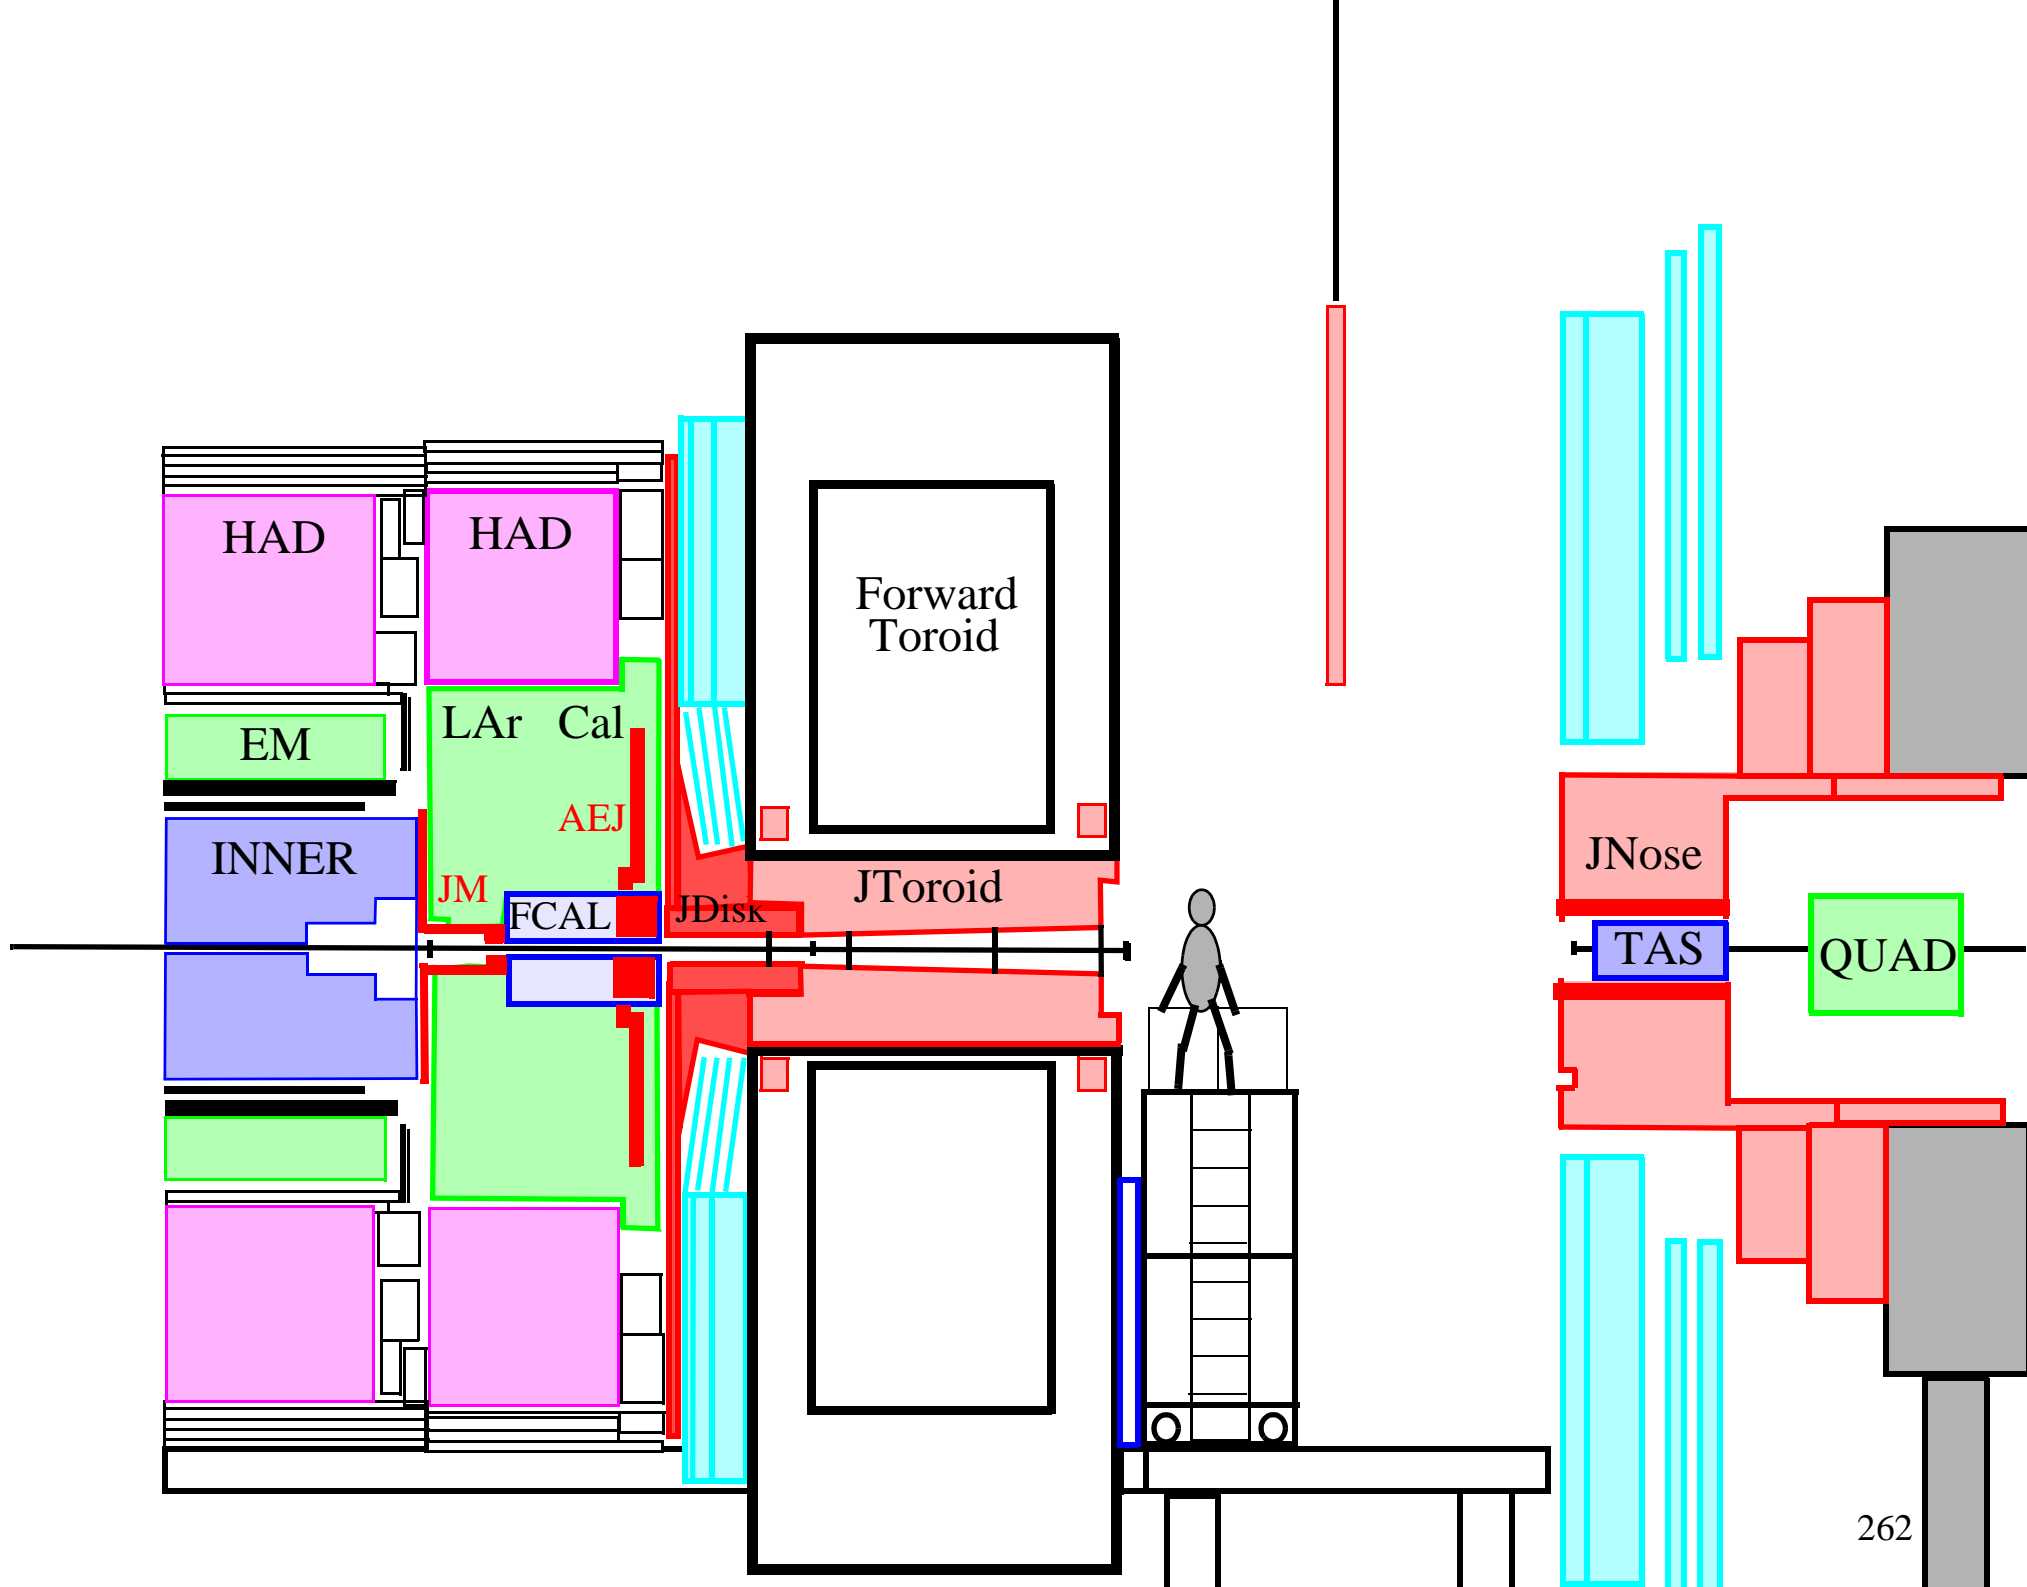 HAD HAD
Forward
Toroid
LAr Cal
EM
AEJ
INNER
JM
JToroid
JNose
FCAL
JDisk
TAS
QUAD
262